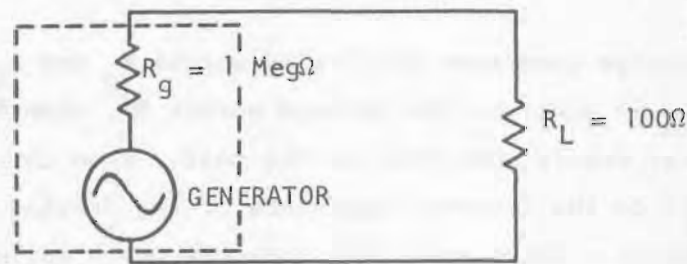 R_g = 1 MegΩ
R_L = 100Ω
GENERATOR